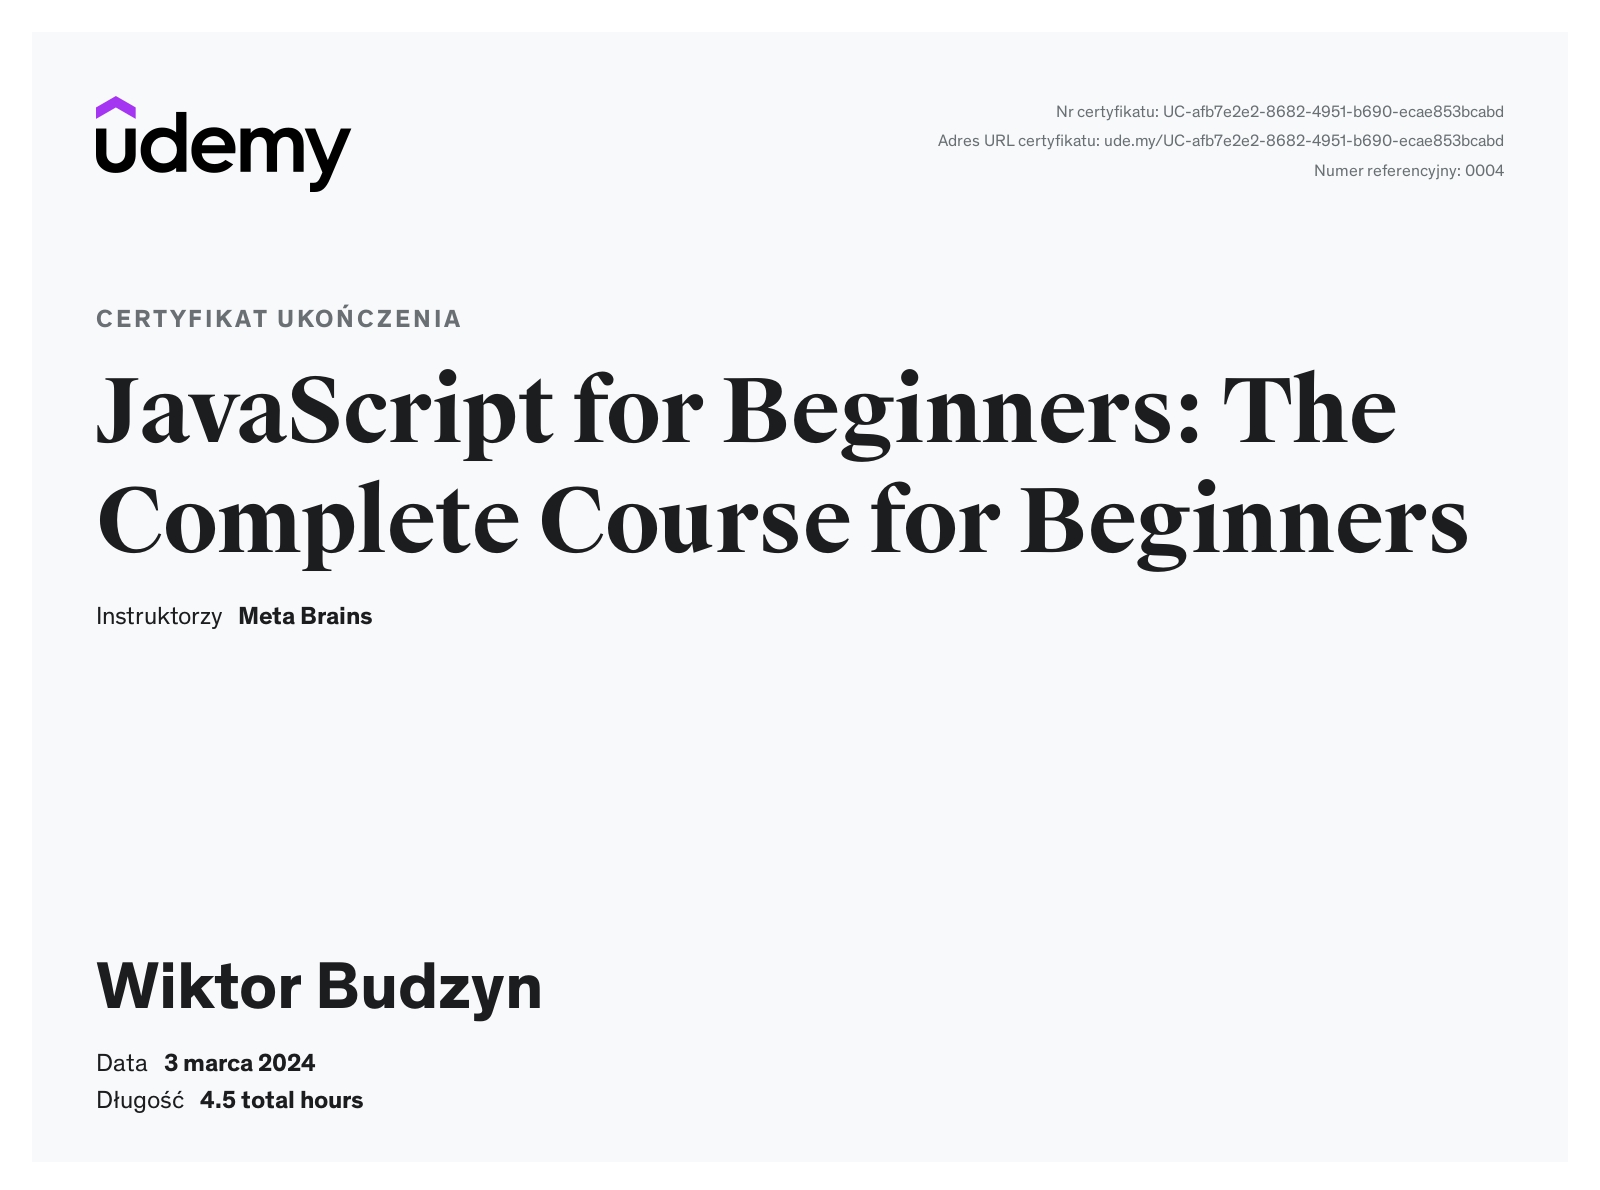 udemy
Nr certyfikatu: UC-afb7e2e2-8682-4951-b690-ecae853bcabd
Adres URL certyfikatu: ude.my/UC-afb7e2e2-8682-4951-b690-ecae853bcabd
Numer referencyjny: 0004
CERTYFIKAT UKOŃCZENIA
JavaScript for Beginners: The
Complete Course for Beginners
Instruktorzy Meta Brains
Wiktor Budzyn
Data 3 marca 2024
Długość 4.5 total hours